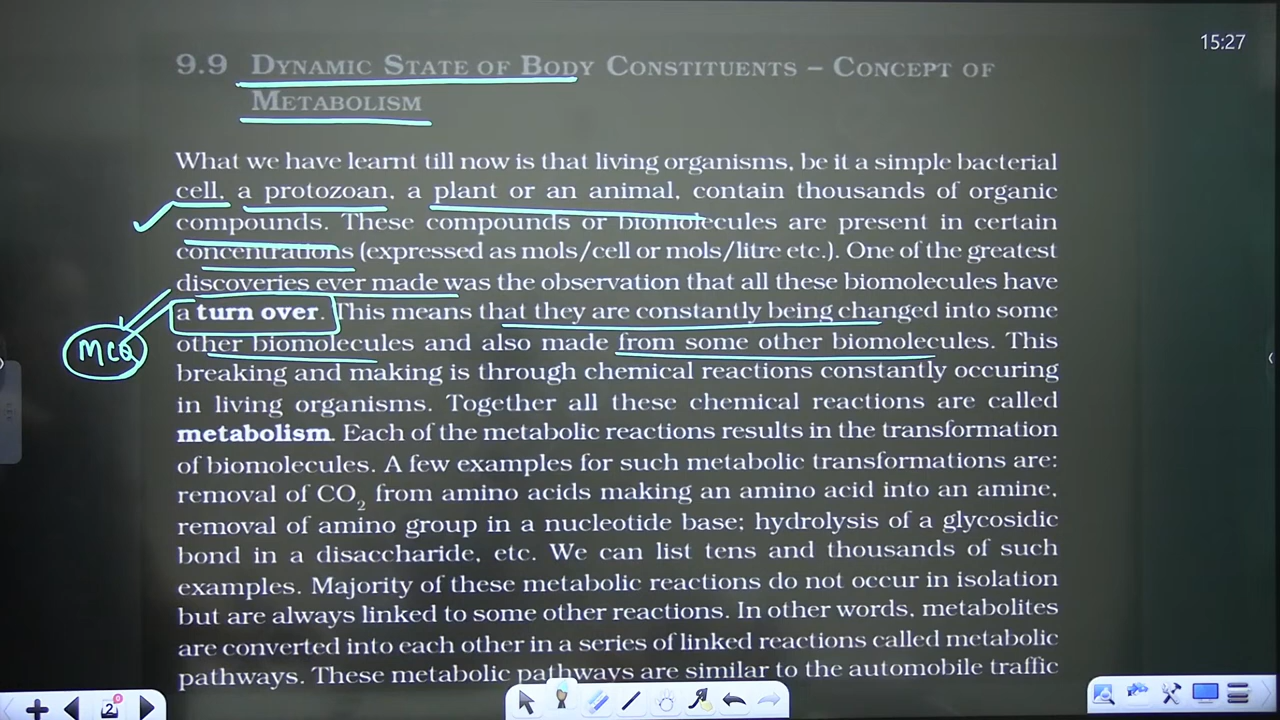 15:27
9.9 DYNAMIC STATE OF BODY CONSTITUENTS – CONCEPT OF
METABOLISM
What we have learnt till now is that living organisms, be it a simple bacterial
cell, a protozoan, a plant or an animal, contain thousands of organic
compounds. These compounds or biomolecules are present in certain
concentrations (expressed as mols/cell or mols/litre etc.). One of the greatest
discoveries ever made was the observation that all these biomolecules have
a turn over. This means that they are constantly being changed into some
MCQ
other biomolecules and also made from some other biomolecules. This
breaking and making is through chemical reactions constantly occuring
in living organisms. Together all these chemical reactions are called
metabolism. Each of the metabolic reactions results in the transformation
of biomolecules. A few examples for such metabolic transformations are:
removal of CO₂ from amino acids making an amino acid into an amine,
removal of amino group in a nucleotide base; hydrolysis of a glycosidic
bond in a disaccharide, etc. We can list tens and thousands of such
examples. Majority of these metabolic reactions do not occur in isolation
but are always linked to some other reactions. In other words, metabolites
are converted into each other in a series of linked reactions called metabolic
pathways. These metabolic pathways are similar to the automobile traffic
2